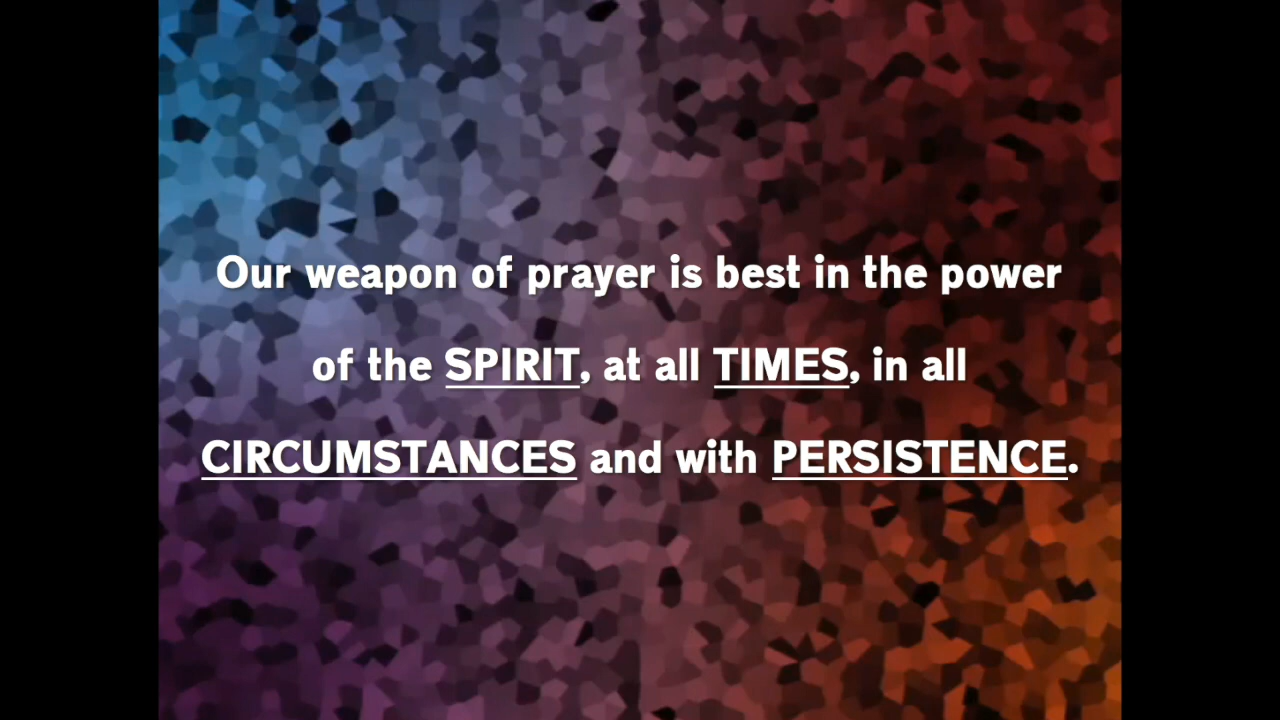 Our weapon of prayer is best in the power
of the SPIRIT, at all TIMES, in all
CIRCUMSTANCES and with PERSISTENCE.